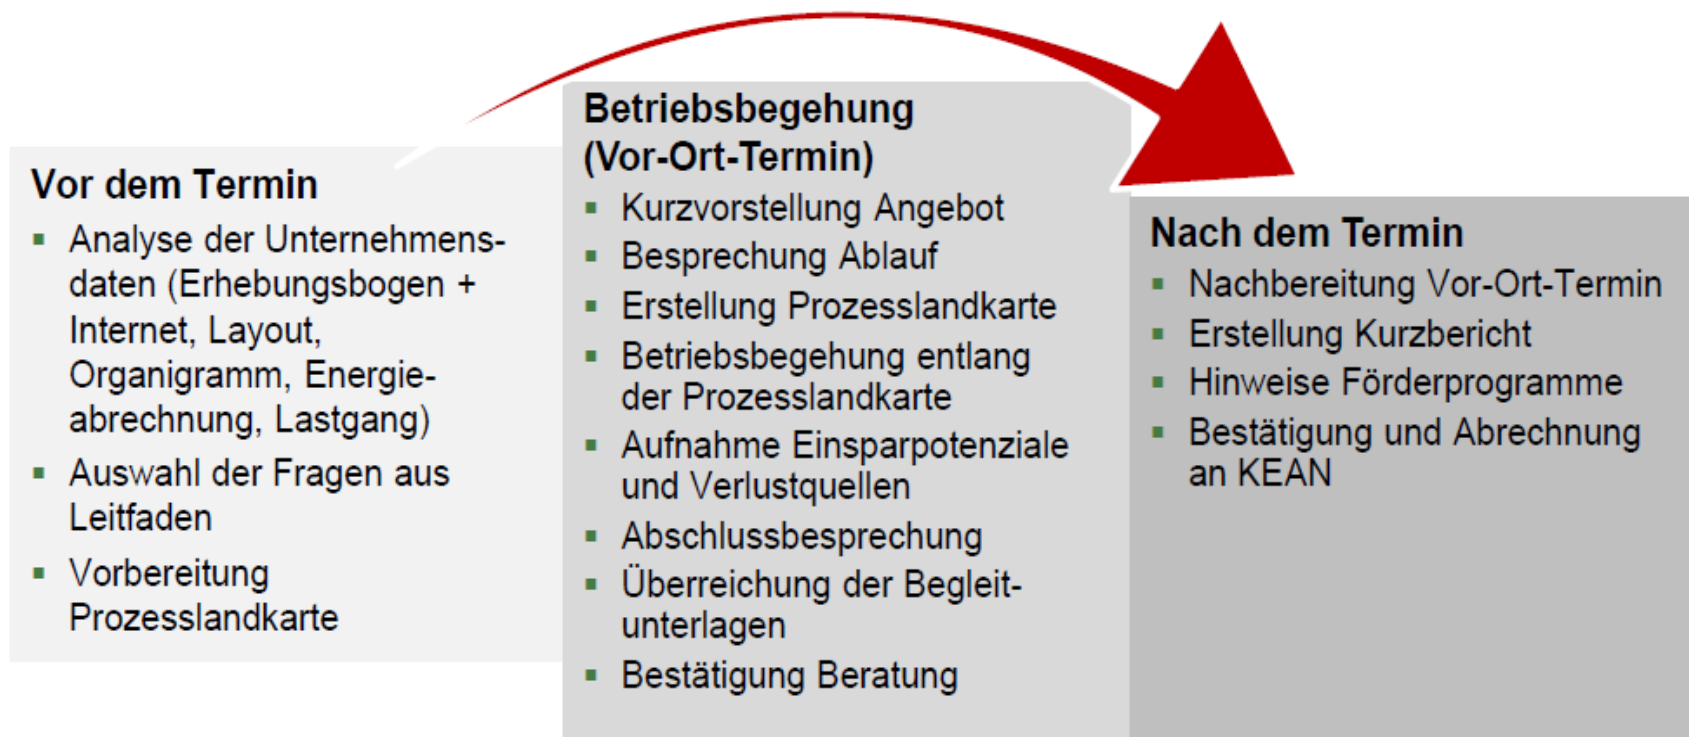 Vor dem Termin
▪ Analyse der Unternehmens-
daten (Erhebungsbogen +
Internet, Layout,
Organigramm, Energie-
abrechnung, Lastgang)
▪ Auswahl der Fragen aus
Leitfaden
▪ Vorbereitung
Prozesslandkarte
Betriebsbegehung
(Vor-Ort-Termin)
▪ Kurzvorstellung Angebot
▪ Besprechung Ablauf
▪ Erstellung Prozesslandkarte
▪ Betriebsbegehung entlang
der Prozesslandkarte
▪ Aufnahme Einsparpotenziale
und Verlustquellen
▪ Abschlussbesprechung
▪ Überreichung der Begleit-
unterlagen
▪ Bestätigung Beratung
Nach dem Termin
▪ Nachbereitung Vor-Ort-Termin
▪ Erstellung Kurzbericht
▪ Hinweise Förderprogramme
▪ Bestätigung und Abrechnung
an KEAN